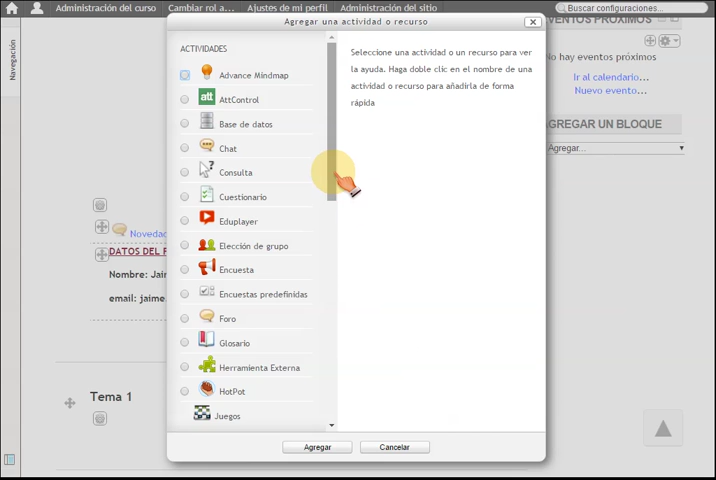 Administración del curso
Cambiar rol a...
Ajustes de mi perfil
Administración del sitio
Buscar configuraciones...
Agregar una actividad o recurso
Navegación
ACTIVIDADES
Advance Mindmap
att
AttControl
Base de datos
Chat
Consulta
Cuestionario
Eduplayer
Elección de grupo
Encuesta
Encuestas predefinidas
Foro
Glosario
Herramienta Externa
HotPot
Juegos
Seleccione una actividad o un recurso para ver
la ayuda. Haga doble clic en el nombre de una
actividad o recurso para añadirla de forma
rápida
Agregar
Cancelar
EVENTOS PRÓXIMOS
No hay eventos próximos
Ir al calendario...
Nuevo evento...
AGREGAR UN BLOQUE
Agregar...
DATOS DEL
Nombre:
email: jaime.
Tema 1